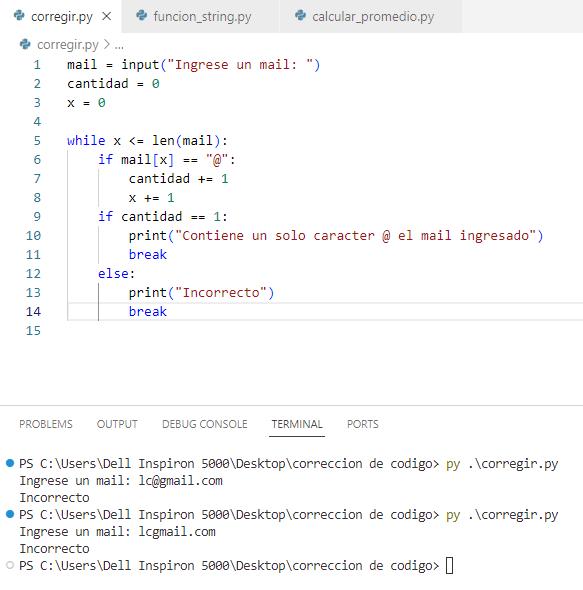 corregir.py × funcion_string.py calcular_promedio.py
corregir.py > ...
1 mail = input("Ingrese un mail: ")
2 cantidad = 0
3 x = 0
4
5 while x <= len(mail):
6 if mail[x] == "@":
7 cantidad += 1
8 x += 1
9 if cantidad == 1:
10 print("Contiene un solo caracter @ el mail ingresado")
11 break
12 else:
13 print("Incorrecto")
14 break
15
PROBLEMS OUTPUT DEBUG CONSOLE TERMINAL PORTS
PS C:\Users\Dell Inspiron 5000\Desktop\correccion de codigo> py .\corregir.py
Ingrese un mail: lc@gmail.com
Incorrecto
PS C:\Users\Dell Inspiron 5000\Desktop\correccion de codigo> py .\corregir.py
Ingrese un mail: lcgmail.com
Incorrecto
PS C:\Users\Dell Inspiron 5000\Desktop\correccion de codigo>